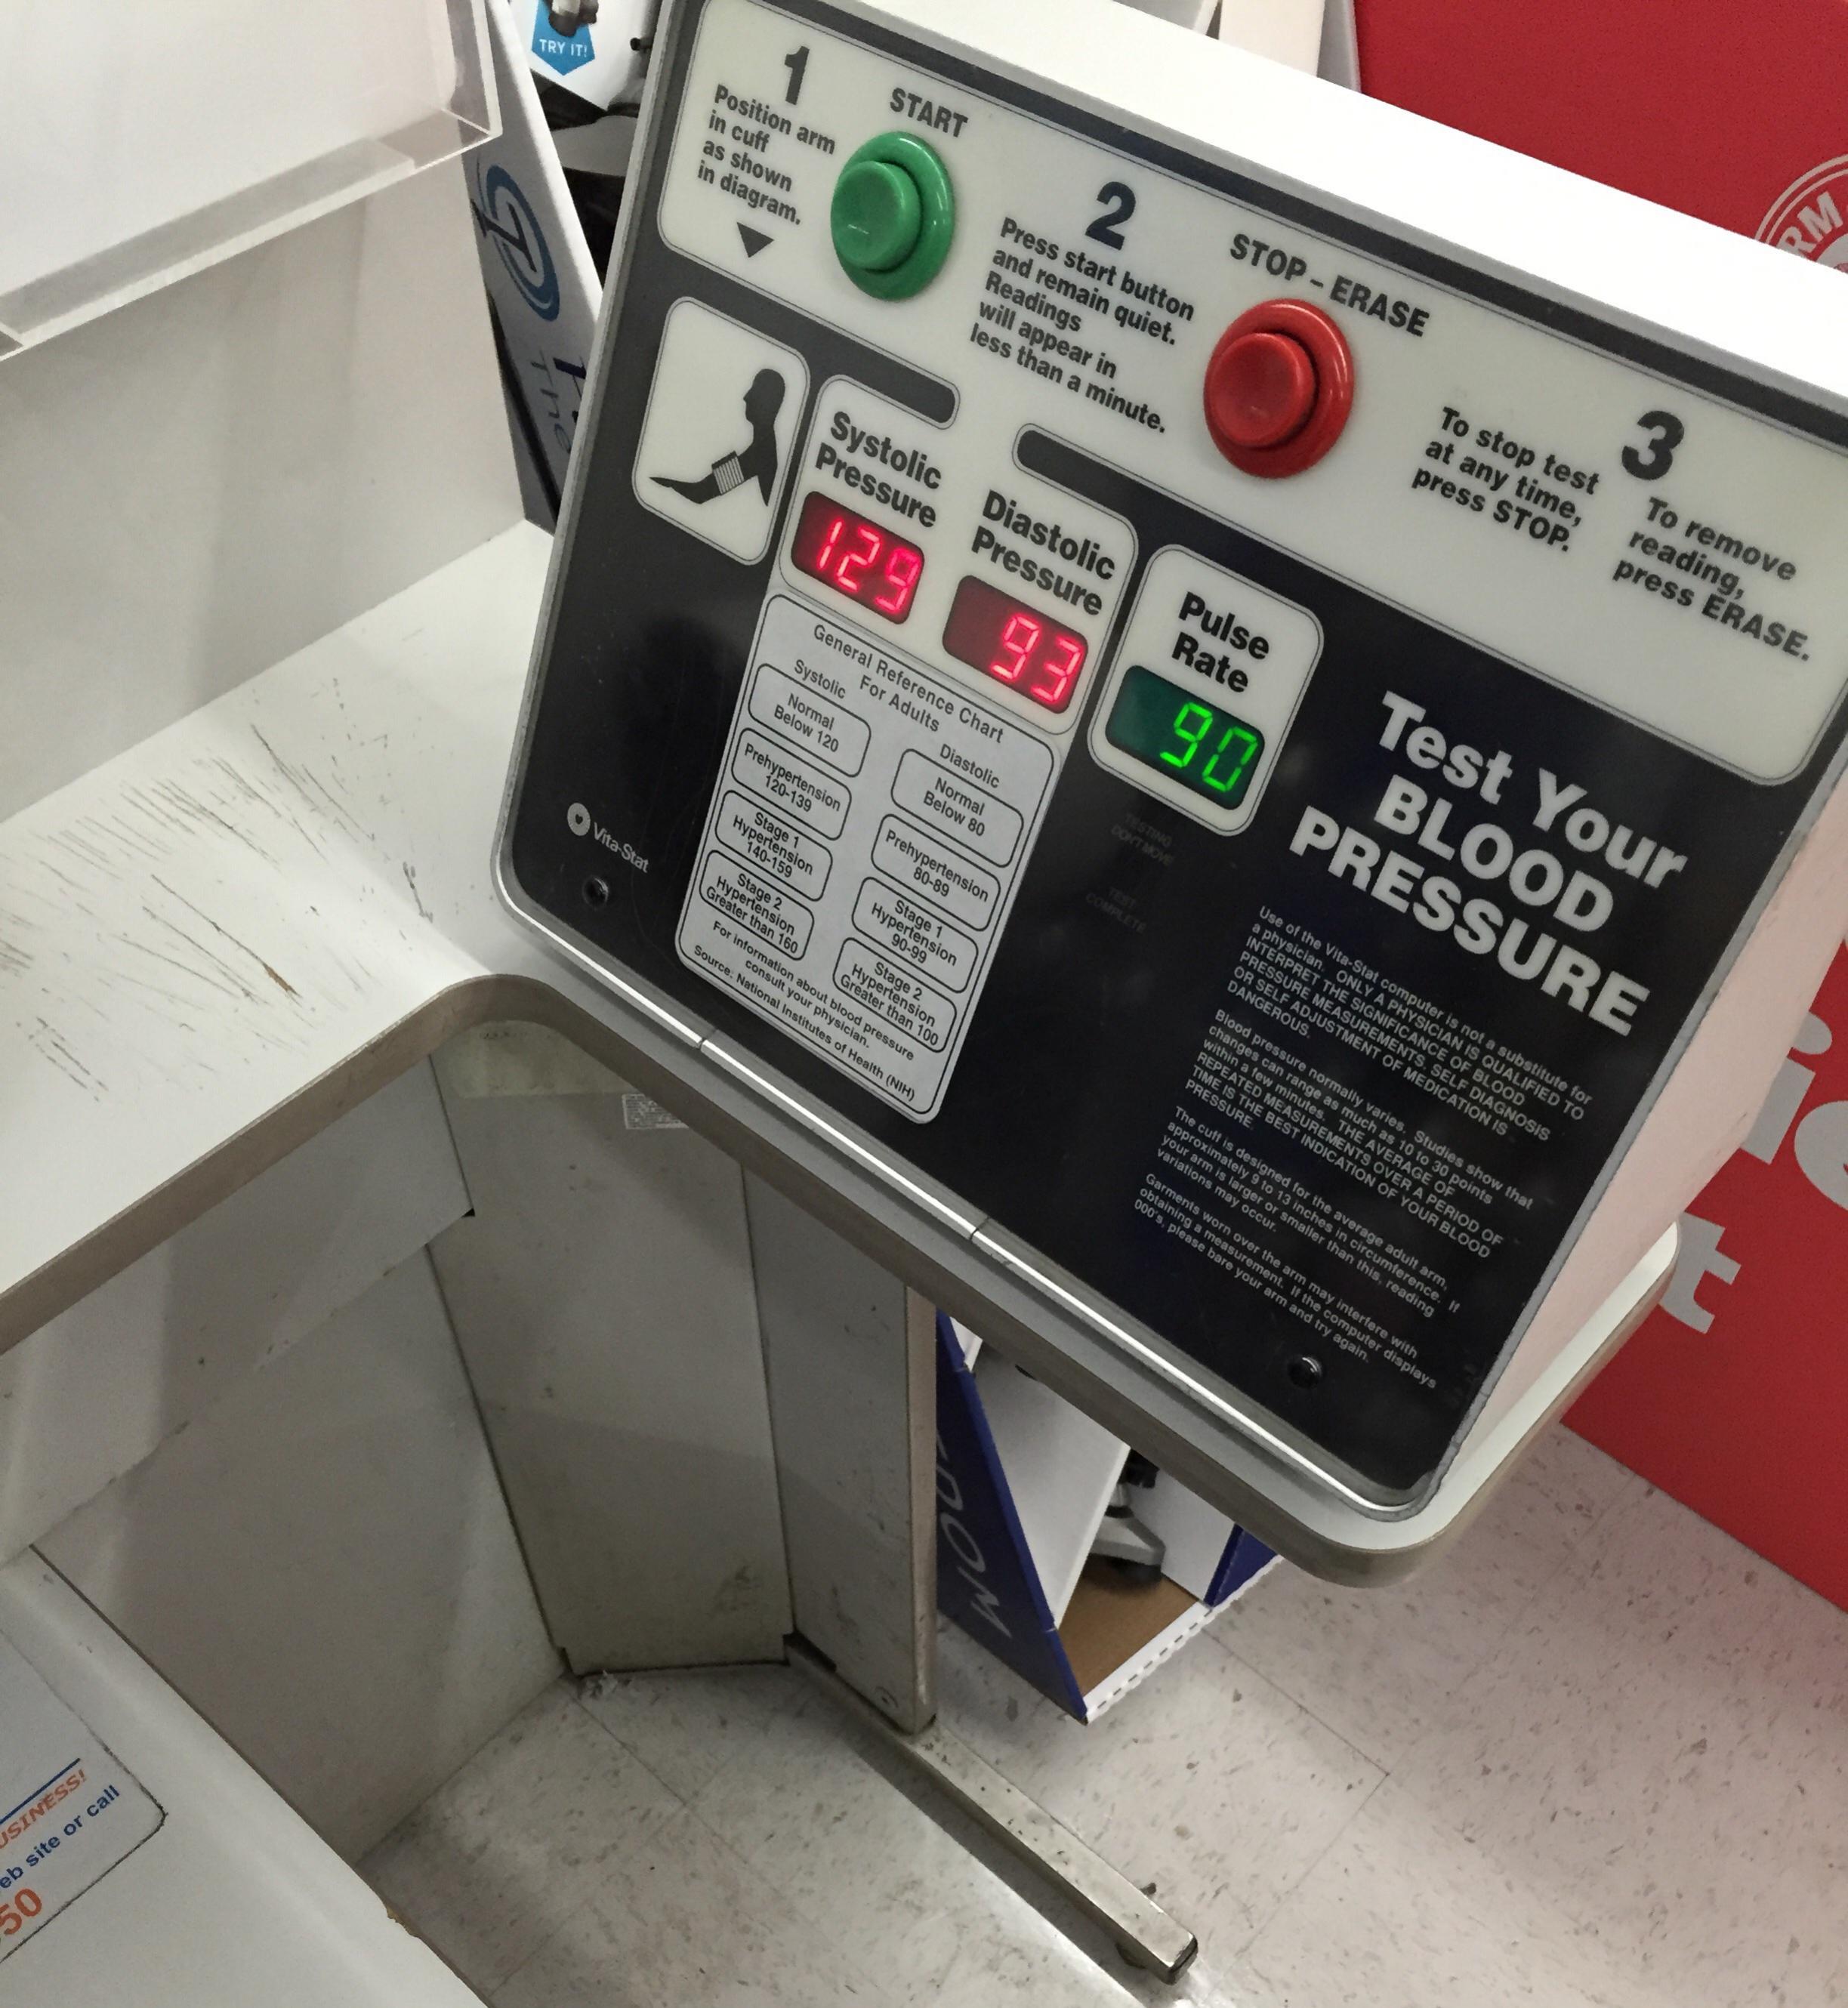 TRY IT!
1
Position arm
in cuff
as shown
in diagram.
START
2
Press start button
and remain quiet.
Readings
will appear in
less than a minute.
STOP - ERASE
To stop test
at any time,
press STOP.
3
To remove
reading,
press ERASE.
Systolic
Pressure
129
Diastolic
Pressure
93
Pulse
Rate
90
General Reference Chart
For Adults
Systolic
Normal
Below 120
Prehypertension
120-139
Stage 1
Hypertension
140-159
Stage 2
Hypertension
Greater than 160
Diastolic
Normal
Below 80
Prehypertension
80-89
Stage 1
Hypertension
90-99
Stage 2
Hypertension
Greater than 100
For information about blood pressure
consult your physician.
Source: National Institutes of Health (NIH)
Vita-Stat
TESTING
DON'T MOVE
TEST
COMPLETE
Test Your
BLOOD
PRESSURE
Use of the Vita-Stat computer is not a substitute for
a physician. ONLY A PHYSICIAN IS QUALIFIED TO
INTERPRET THE SIGNIFICANCE OF BLOOD
PRESSURE MEASUREMENTS. SELF DIAGNOSIS
OR SELF ADJUSTMENT OF MEDICATION IS
DANGEROUS.
Blood pressure normally varies. Studies show that
changes can range as much as 10 to 30 points
within a few minutes. THE AVERAGE OF
REPEATED MEASUREMENTS OVER A PERIOD OF
TIME IS THE BEST INDICATION OF YOUR BLOOD
PRESSURE.
The cuff is designed for the average adult arm,
approximately 9 to 13 inches in circumference. If
your arm is larger or smaller than this, reading
variations may occur.
Garments worn over the arm may interfere with
obtaining a measurement. If the computer displays
000's, please bare your arm and try again.
The
RM
ie
t
ZOOM
USINESS!
eb site or call
50